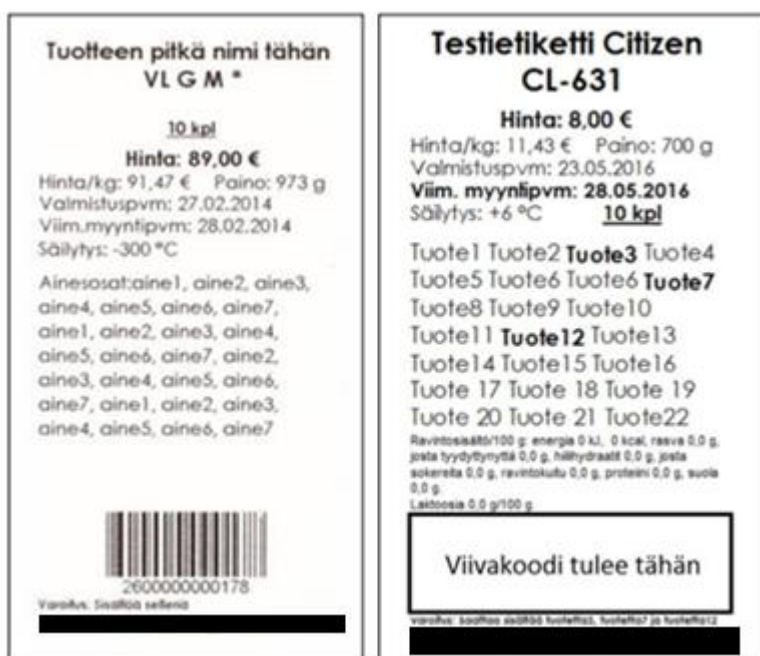 Tuotteen pitkä nimi tähän
VL G M *
10 kpl
Hinta: 89,00 €
Hinta/kg: 91,47 € Paino: 973 g
Valmistuspvm: 27.02.2014
Viim.myyntipvm: 28.02.2014
Säilytys: -300 °C
Ainesosat:aine1, aine2, aine3,
aine4, aine5, aine6, aine7,
aine1, aine2, aine3, aine4,
aine5, aine6, aine7, aine2,
aine3, aine4, aine5, aine6,
aine7, aine1, aine2, aine3,
aine4, aine5, aine6, aine7
2600000000178
Varoitus: Sisältää selleriä
Testietiketti Citizen
CL-631
Hinta: 8,00 €
Hinta/kg: 11,43 € Paino: 700 g
Valmistuspvm: 23.05.2016
Viim. myyntipvm: 28.05.2016
Säilytys: +6 °C 10 kpl
Tuote1 Tuote2 Tuote3 Tuote4
Tuote5 Tuote6 Tuote6 Tuote7
Tuote8 Tuote9 Tuote10
Tuote11 Tuote12 Tuote13
Tuote14 Tuote15 Tuote16
Tuote 17 Tuote 18 Tuote 19
Tuote 20 Tuote 21 Tuote22
Ravintosisältö/100 g: energia 0 kJ, 0 kcal, rasva 0,0 g,
josta tyydyttynyttä 0,0 g, hiilihydraatit 0,0 g, josta
sokereita 0,0 g, ravintokuitu 0,0 g, proteiini 0,0 g, suola
0,0 g.
Laktoosia 0,0 g/100 g
Viivakoodi tulee tähän
Varoitus: Saattaa sisältää tuotetta3, tuotetta7 ja tuotetta12